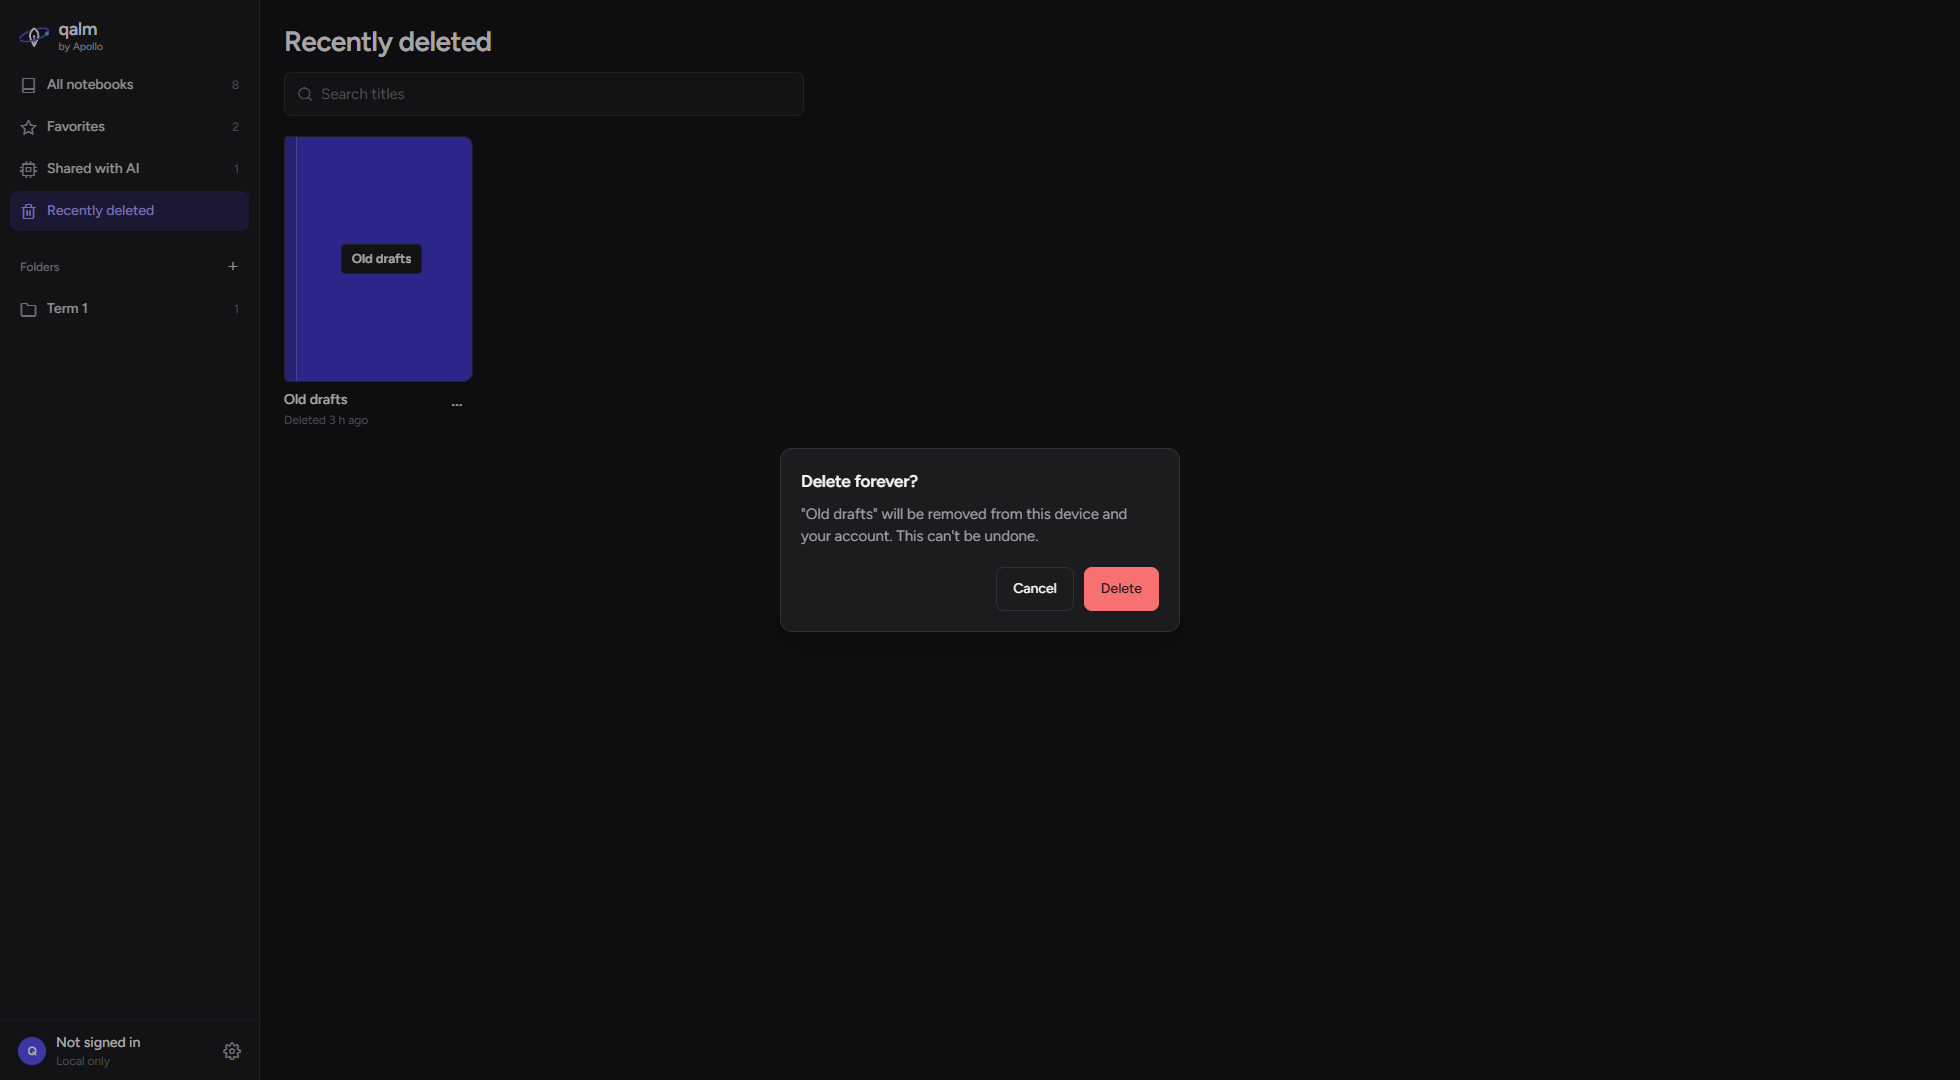 qalm
by Apollo
All notebooks 8
Favorites 2
Shared with AI 1
Recently deleted
Folders +
Term 1 1
Not signed in
Local only
Q
Recently deleted
Search titles
Old drafts
Old drafts
...
Deleted 3 h ago
Delete forever?
"Old drafts" will be removed from this device and
your account. This can't be undone.
Cancel Delete